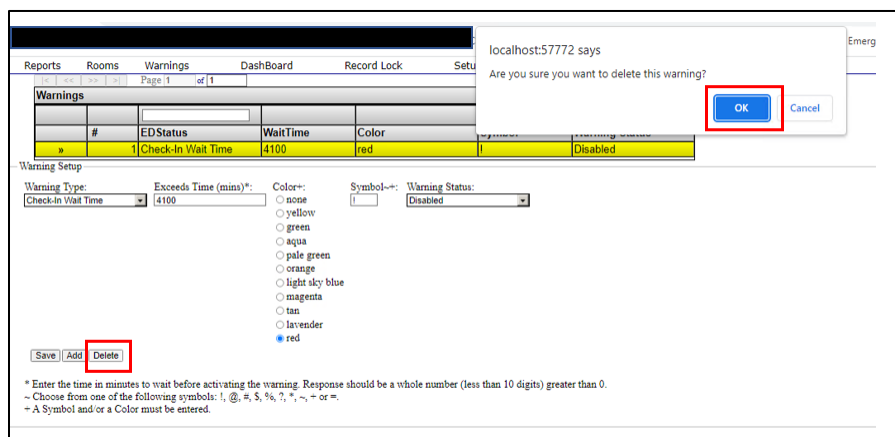 localhost:57772 says
Emerg
Are you sure you want to delete this warning?
OK Cancel
Reports Rooms Warnings DashBoard Record Lock Setu
|< << >> >| Page 1 of 1
Warnings
# EDStatus WaitTime Color
» 1 Check-In Wait Time 4100 red ! Disabled
Warning Setup
Warning Type: Exceeds Time (mins)*: Color+: Symbol~+: Warning Status:
Check-In Wait Time 4100 none ! Disabled
yellow
green
aqua
pale green
orange
light sky blue
magenta
tan
lavender
red
Save Add Delete
* Enter the time in minutes to wait before activating the warning. Response should be a whole number (less than 10 digits) greater than 0.
~ Choose from one of the following symbols: !, @, #, $, %, ?, *, ~, + or =.
+ A Symbol and/or a Color must be entered.